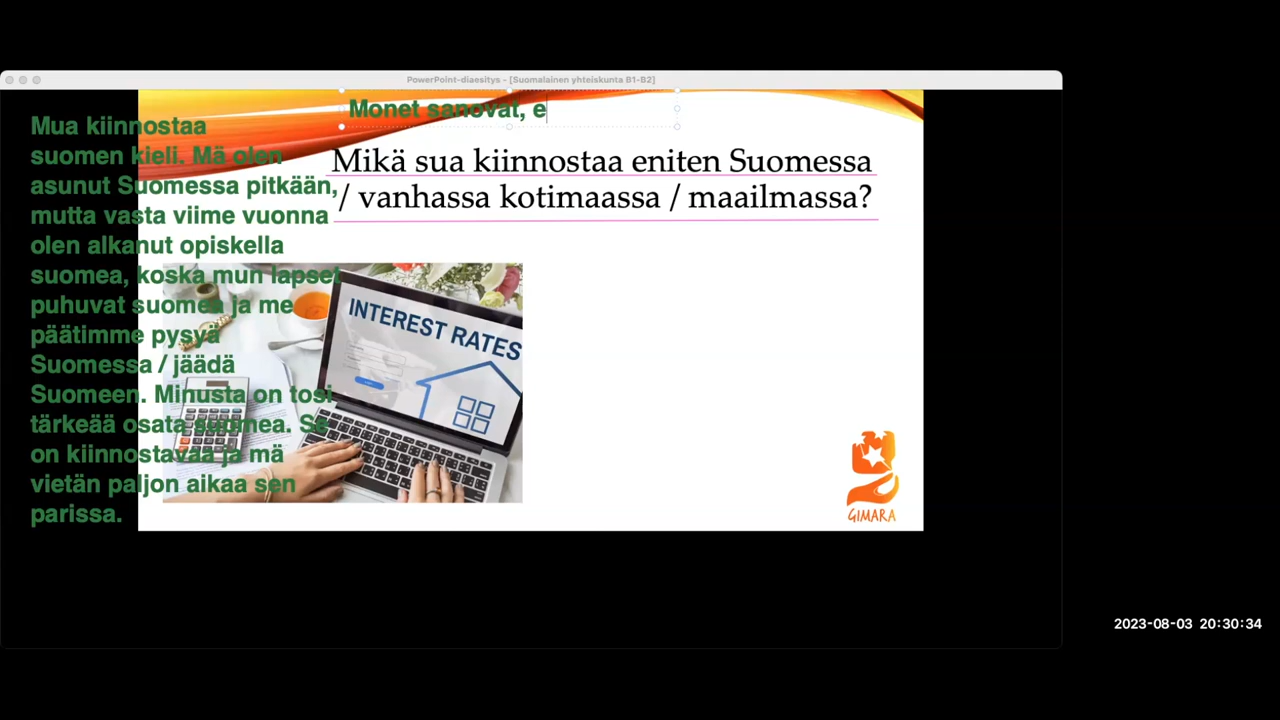 PowerPoint-diaesitys - [Suomalainen yhteiskunta B1-B2]
Monet sanovat, e
Mua kiinnostaa
suomen kieli. Mä olen
asunut Suomessa pitkään,
mutta vasta viime vuonna
olen alkanut opiskella
suomea, koska mun lapset
puhuvat suomea ja me
päätimme pysyä
Suomessa / jäädä
Suomeen. Minusta on tosi
tärkeää osata suomea. Se
on kiinnostavaa ja mä
vietän paljon aikaa sen
parissa.
Mikä sua kiinnostaa eniten Suomessa
/ vanhassa kotimaassa / maailmassa?
INTEREST RATES
GIMARA
2023-08-03 20:30:34